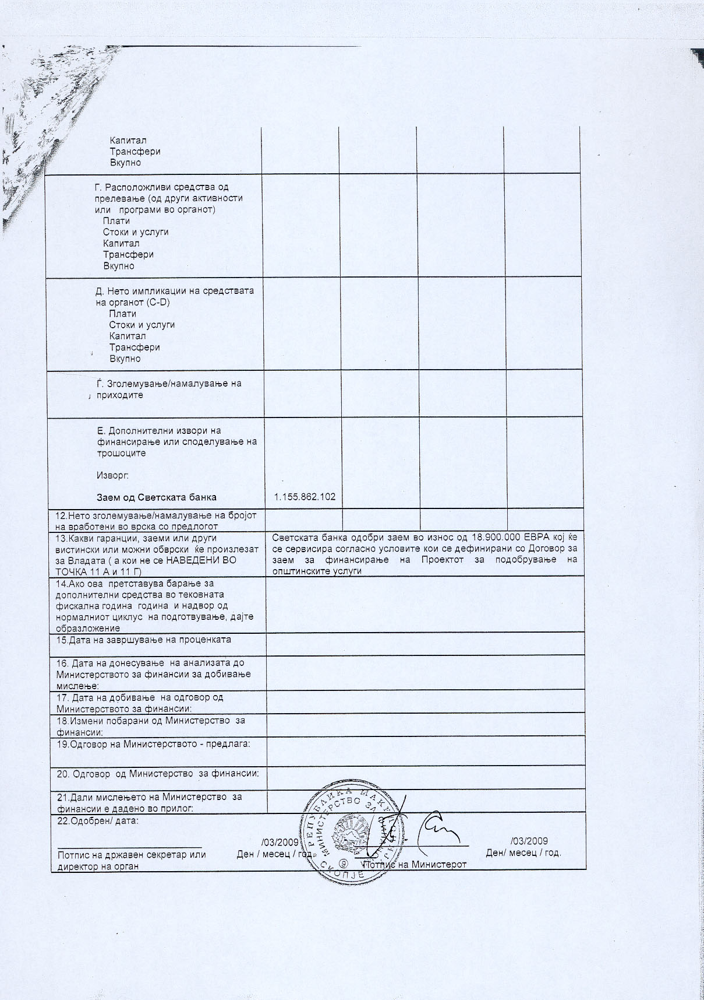 Капитал
Трансфери
Вкупно
Г. Расположливи средства од
прелевање (од други активности
или програми во органот)
Плати
Стоки и услуги
Капитал
Трансфери
Вкупно
Д. Нето импликации на средствата
на органот (C-D)
Плати
Стоки и услуги
Капитал
Трансфери
Вкупно
Ѓ. Зголемување/намалување на
приходите
Е. Дополнителни извори на
финансирање или споделување на
трошоците
Изворг:
Заем од Светската банка 1.155.862.102
12.Нето зголемување/намалување на бројот
на вработени во врска со предлогот
13.Какви гаранции, заеми или други
вистински или можни обврски ќе произлезат
за Владата ( а кои не се НАВЕДЕНИ ВО
ТОЧКА 11 А и 11 Г)
Светската банка одобри заем во износ од 18.900.000 ЕВРА кој ќе
се сервисира согласно условите кои се дефинирани со Договор за
заем за финансирање на Проектот за подобрување на
општинските услуги
14.Ако ова претставува барање за
дополнителни средства во тековната
фискална година година и надвор од
нормалниот циклус на подготвување, дајте
образложение
15.Дата на завршување на проценката
16. Дата на донесување на анализата до
Министерството за финансии за добивање
мислење:
17. Дата на добивање на одговор од
Министерството за финансии:
18.Измени побарани од Министерство за
финансии:
19.Одговор на Министерството - предлага:
20. Одговор од Министерство за финансии:
21.Дали мислењето на Министерство за
финансии е дадено во прилог:
22.Одобрен/ дата:
/03/2009 /03/2009
Потпис на државен секретар или
директор на орган
Ден / месец / год.
Потпис на Министерот
Ден/ месец / год.
РЕПУБЛИКА МАКЕДОНИЈА
МИНИСТЕРСТВО ЗА ФИНАНСИИ
СКОПЈЕ